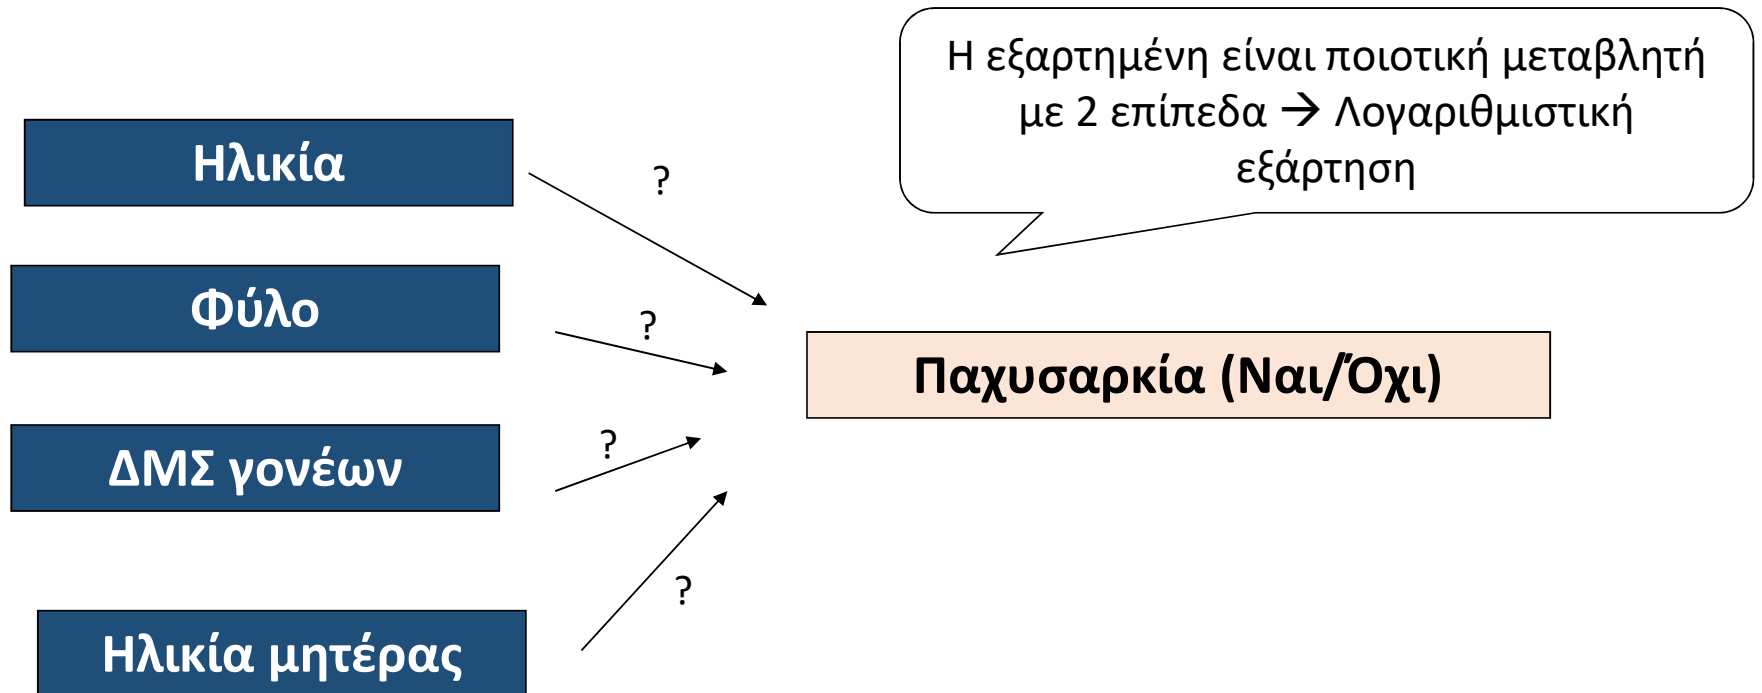 Η εξαρτημένη είναι ποιοτική μεταβλητή
με 2 επίπεδα → Λογαριθμιστική
εξάρτηση
Ηλικία
?
Φύλο
?
Παχυσαρκία (Ναι/Όχι)
ΔΜΣ γονέων
?
Ηλικία μητέρας
?